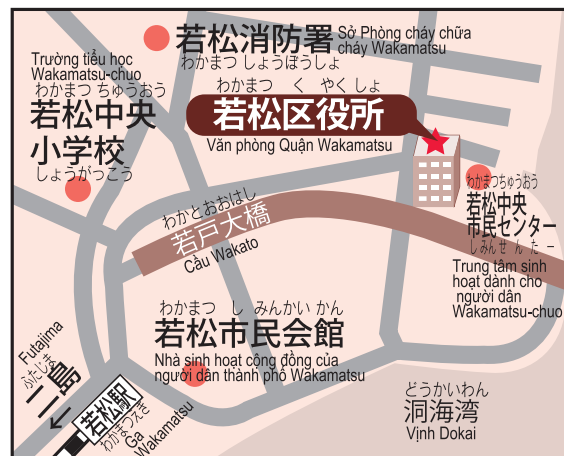 若松消防署
わかまつ しょうぼうしょ
Sở Phòng cháy chữa
cháy Wakamatsu
Trường tiểu học
Wakamatsu-chuo
わかまつ ちゅうおう
若松中央
小学校
しょうがっこう
わかまつ く やく しょ
若松区役所
Văn phòng Quận Wakamatsu
わかまつちゅうおう
若松中央
市民センター
しみんせんたー
Trung tâm sinh
hoạt dành cho
người dân
Wakamatsu-chuo
わかとおおはし
若戸大橋
Cầu Wakato
わかまつ し みんかい かん
若松市民会館
Nhà sinh hoạt cộng đồng của
người dân thành phố Wakamatsu
Futajima
ふたじま
二島
若松駅
わかまつえき
Ga
Wakamatsu
どうかいわん
洞海湾
Vịnh Dokai